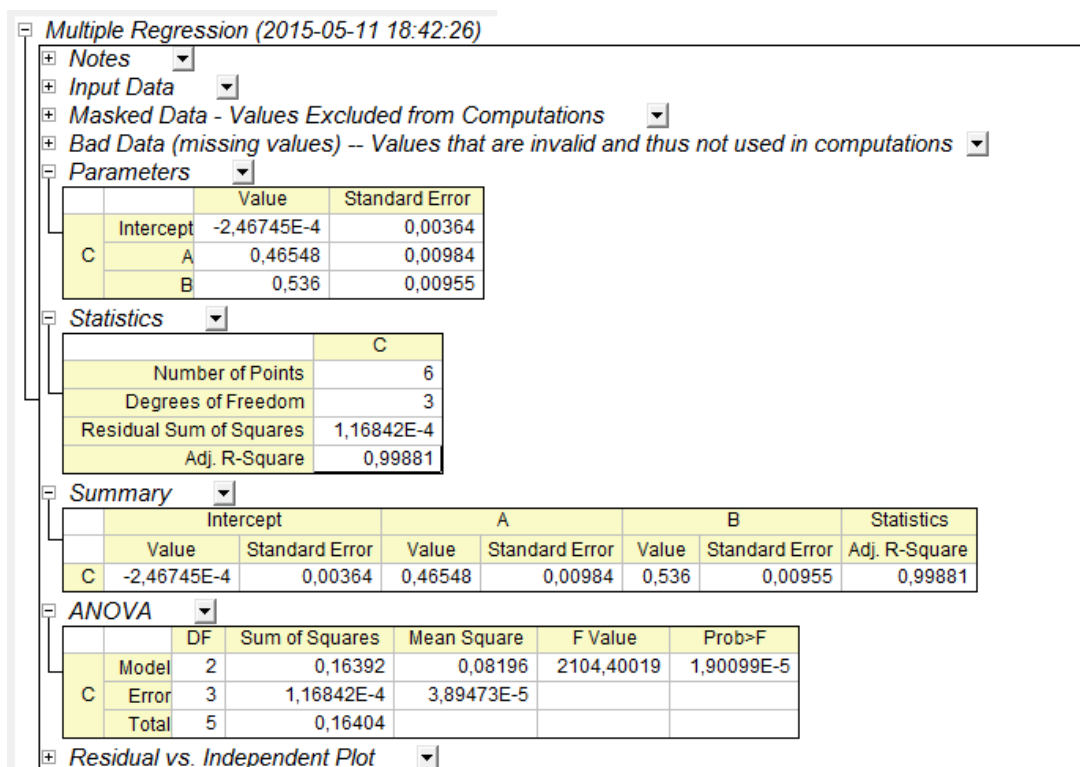 Multiple Regression (2015-05-11 18:42:26)
Notes
Input Data
Masked Data - Values Excluded from Computations
Bad Data (missing values) -- Values that are invalid and thus not used in computations
Parameters
Value Standard Error
Intercept -2,46745E-4 0,00364
C A 0,46548 0,00984
B 0,536 0,00955
Statistics
C
Number of Points 6
Degrees of Freedom 3
Residual Sum of Squares 1,16842E-4
Adj. R-Square 0,99881
Summary
Intercept A B Statistics
Value Standard Error Value Standard Error Value Standard Error Adj. R-Square
C -2,46745E-4 0,00364 0,46548 0,00984 0,536 0,00955 0,99881
ANOVA
DF Sum of Squares Mean Square F Value Prob>F
Model 2 0,16392 0,08196 2104,40019 1,90099E-5
C Error 3 1,16842E-4 3,89473E-5
Total 5 0,16404
Residual vs. Independent Plot